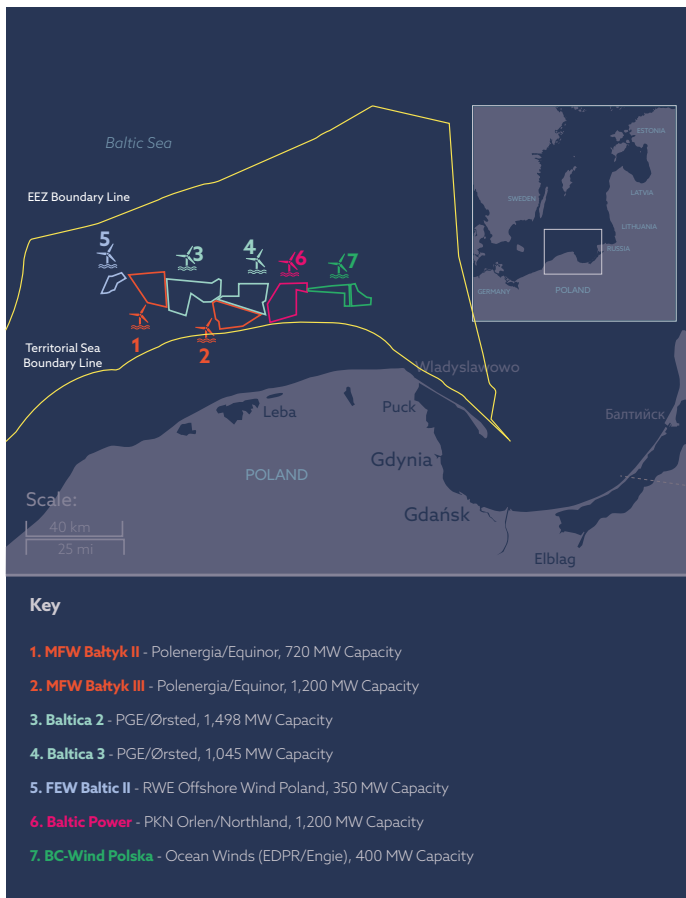 Baltic Sea
ESTONIA
LATVIA
SWEDEN
LITHUANIA
RUSSIA
GERMANY
POLAND
EEZ Boundary Line
5
3
4
6
7
1
2
Territorial Sea
Boundary Line
Wladyslawowo
Leba
Puck
Балтийск
Gdynia
POLAND
Gdańsk
Elblag
Scale:
40 km
25 mi
Key
1. MFW Bałtyk II - Polenergia/Equinor, 720 MW Capacity
2. MFW Bałtyk III - Polenergia/Equinor, 1,200 MW Capacity
3. Baltica 2 - PGE/Ørsted, 1,498 MW Capacity
4. Baltica 3 - PGE/Ørsted, 1,045 MW Capacity
5. FEW Baltic II - RWE Offshore Wind Poland, 350 MW Capacity
6. Baltic Power - PKN Orlen/Northland, 1,200 MW Capacity
7. BC-Wind Polska - Ocean Winds (EDPR/Engie), 400 MW Capacity